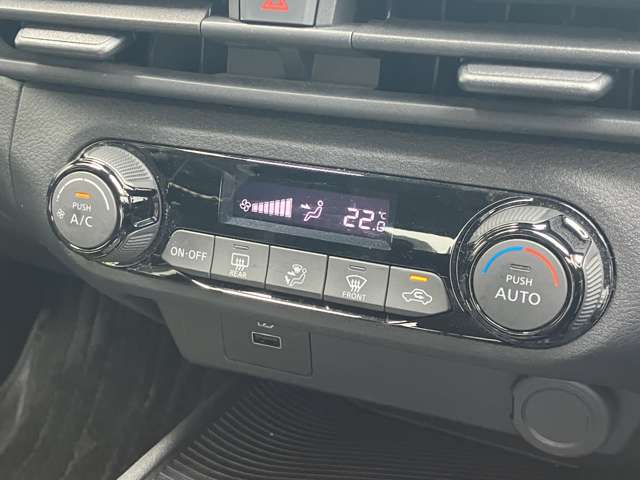 PUSH
A/C
22.0
°C
ON·OFF
REAR
FRONT
PUSH
AUTO